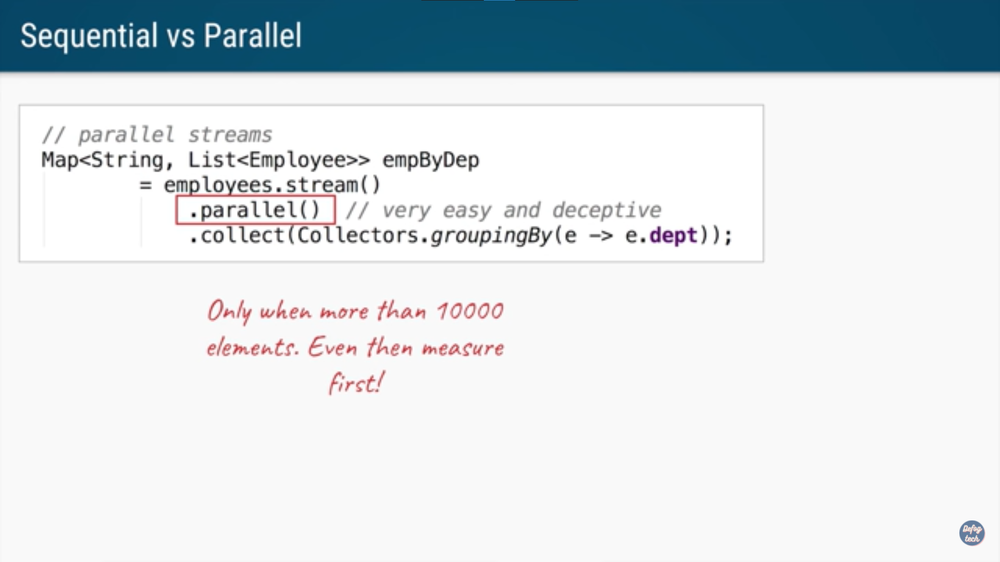 Sequential vs Parallel
// parallel streams
Map<String, List<Employee>> empByDep
= employees.stream()
.parallel() // very easy and deceptive
.collect(Collectors.groupingBy(e -> e.dept));
Only when more than 10000
elements. Even then measure
first!
Defog
tech